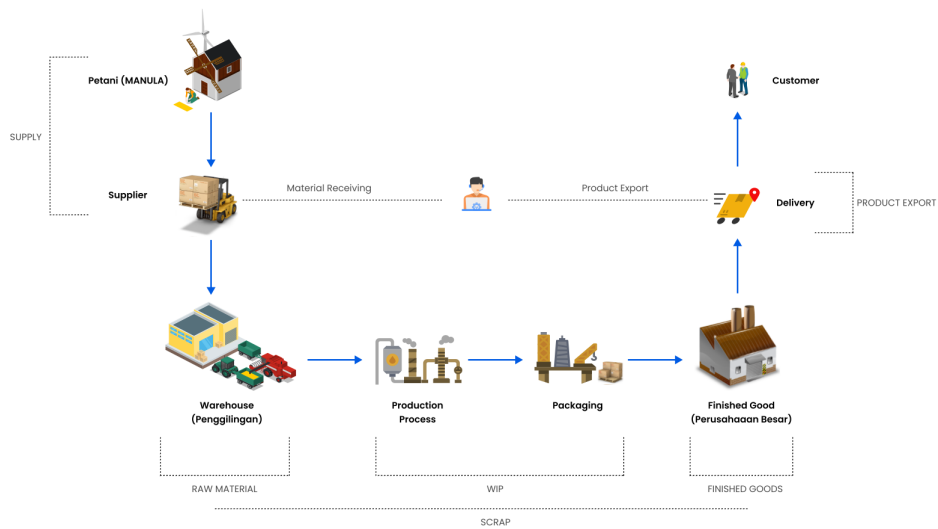 Petani (MANULA)
Customer
SUPPLY
Supplier
Material Receiving
Product Export
Delivery
PRODUCT EXPORT
Warehouse
(Penggilingan)
Production
Process
Packaging
Finished Good
(Perusahaaan Besar)
RAW MATERIAL
WIP
FINISHED GOODS
SCRAP